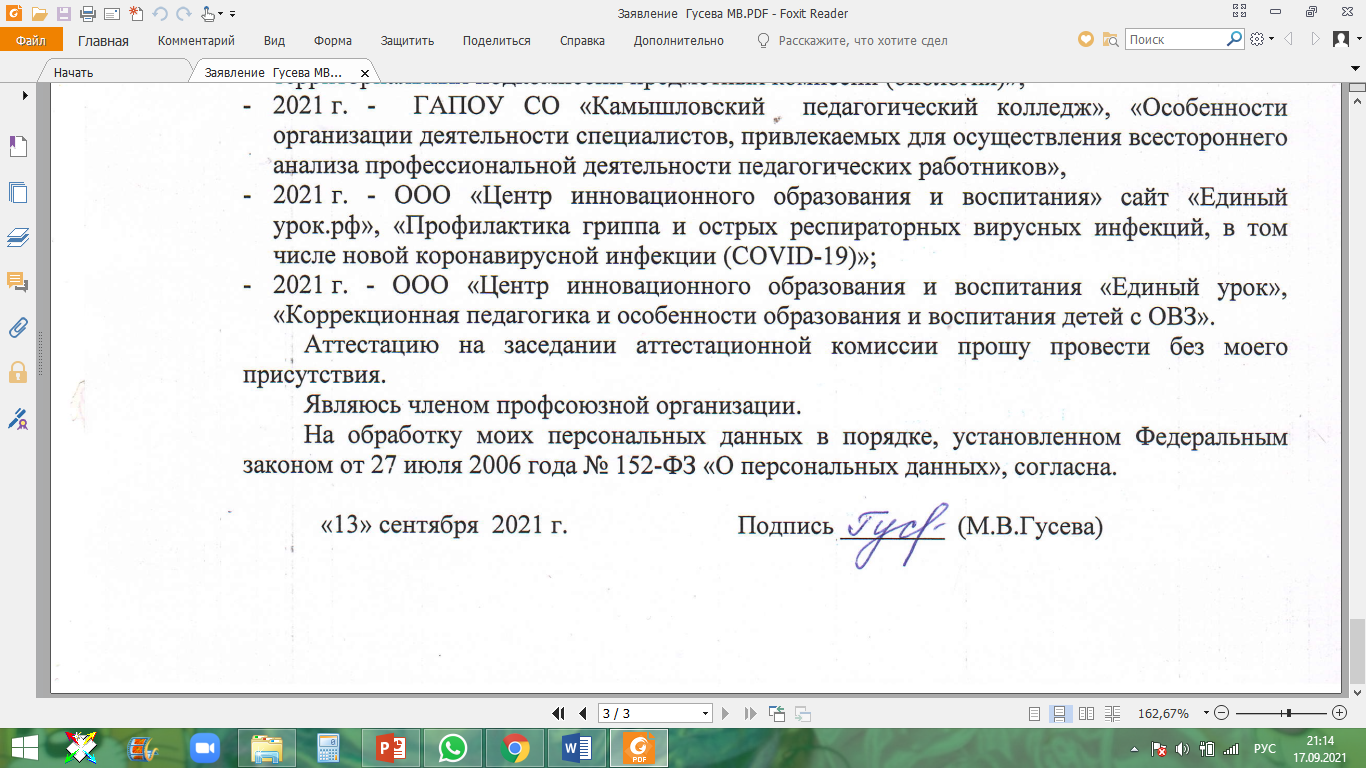 Заявление Гусева МВ.PDF - Foxit Reader
Файл Главная Комментарий Вид Форма Защитить Поделиться Справка Дополнительно Расскажите, что хотите сдел Поиск
Начать Заявление Гусева МВ...
- 2021 г. - ГАПОУ СО «Камышловский педагогический колледж», «Особенности
организации деятельности специалистов, привлекаемых для осуществления всестороннего
анализа профессиональной деятельности педагогических работников»,
- 2021 г. - ООО «Центр инновационного образования и воспитания» сайт «Единый
урок.рф», «Профилактика гриппа и острых респираторных вирусных инфекций, в том
числе новой коронавирусной инфекции (COVID-19)»;
- 2021 г. - ООО «Центр инновационного образования и воспитания «Единый урок»,
«Коррекционная педагогика и особенности образования и воспитания детей с ОВЗ».
Аттестацию на заседании аттестационной комиссии прошу провести без моего
присутствия.
Являюсь членом профсоюзной организации.
На обработку моих персональных данных в порядке, установленном Федеральным
законом от 27 июля 2006 года № 152-ФЗ «О персональных данных», согласна.
«13» сентября 2021 г. Подпись Гусе (М.В.Гусева)
3 / 3 162,67%
РУС 21:14
17.09.2021